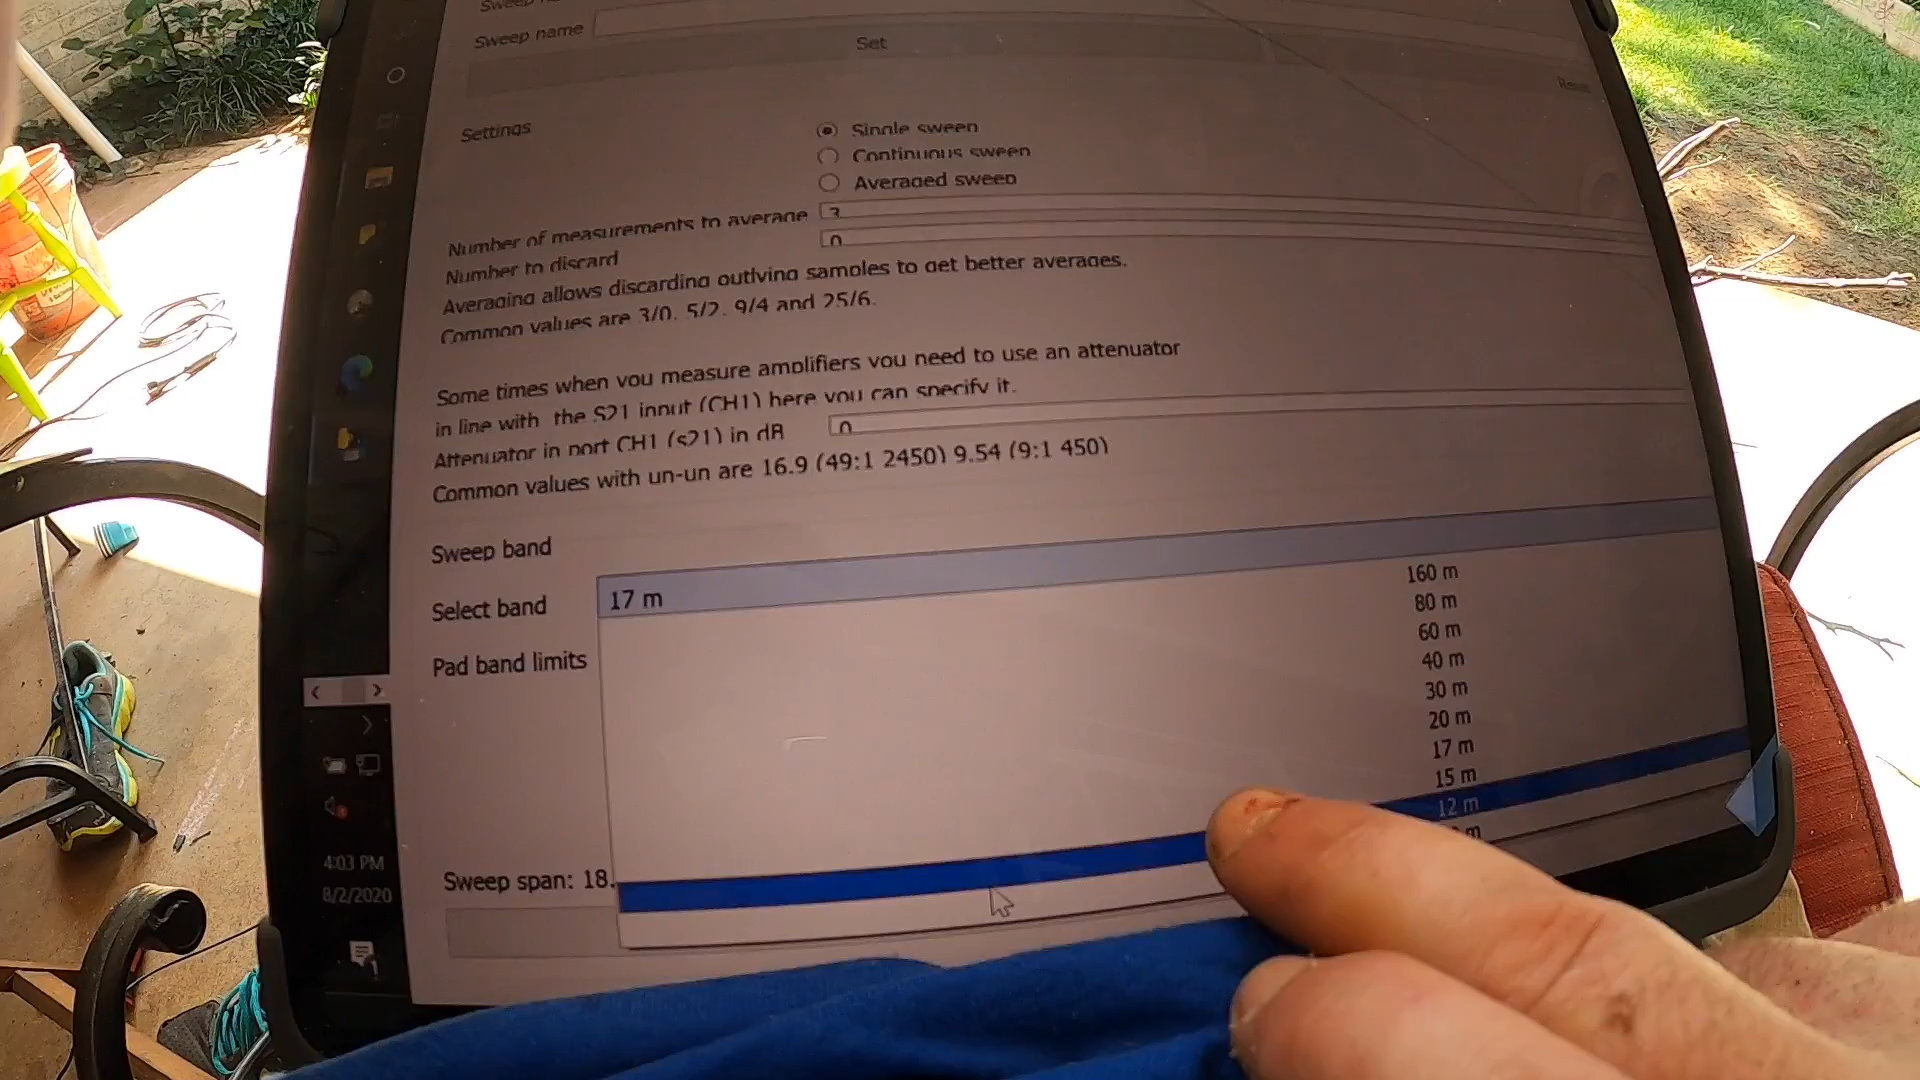 Sweep name
Set
Reset
Settings
Single sweep
Continuous sweep
Averaged sweep
Number of measurements to average 3
Number to discard 0
Averaging allows discarding outlying samples to get better averages.
Common values are 3/0, 5/2, 9/4 and 25/6.
Some times when you measure amplifiers you need to use an attenuator
in line with the S21 input (CH1) here you can specify it.
Attenuator in port CH1 (s21) in dB 0
Common values with un-un are 16.9 (49:1 2450) 9.54 (9:1 450)
Sweep band
Select band 17 m
160 m
80 m
60 m
40 m
30 m
20 m
17 m
15 m
12 m
m
Pad band limits
Sweep span: 18.
4:03 PM
8/2/2020